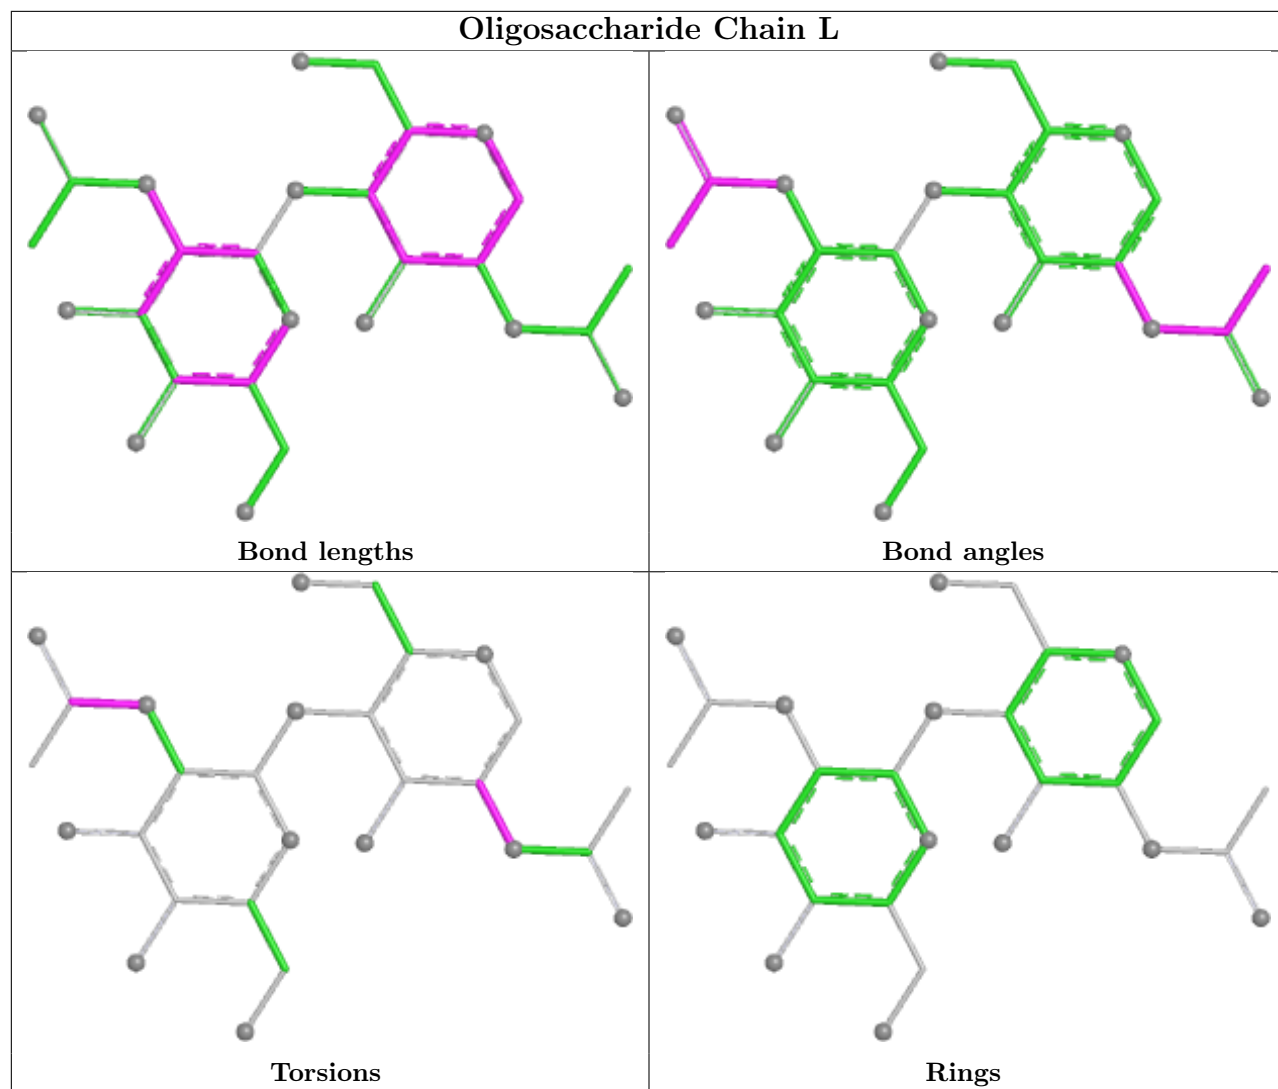 Oligosaccharide Chain L
Bond lengths
Bond angles
Torsions
Rings